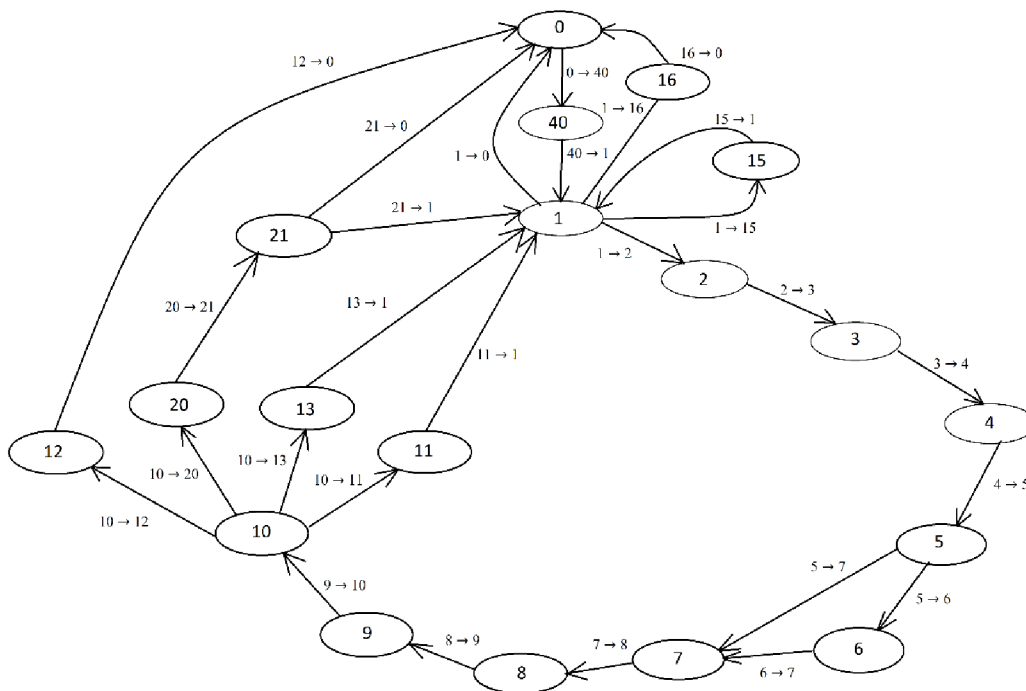 0
12 → 0
16 → 0
0 → 40
16
21 → 0
1 → 16
40
15 → 1
1 → 0
40 → 1
15
21 → 1
1
21
1 → 15
1 → 2
2
2 → 3
20 → 21
13 → 1
3
11 → 1
3 → 4
20
13
4
12
11
10 → 20
10 → 13
10 → 11
4 → 5
10 → 12
10
5
5 → 7
9 → 10
5 → 6
9
8 → 9
7 → 8
6
7
6 → 7
8